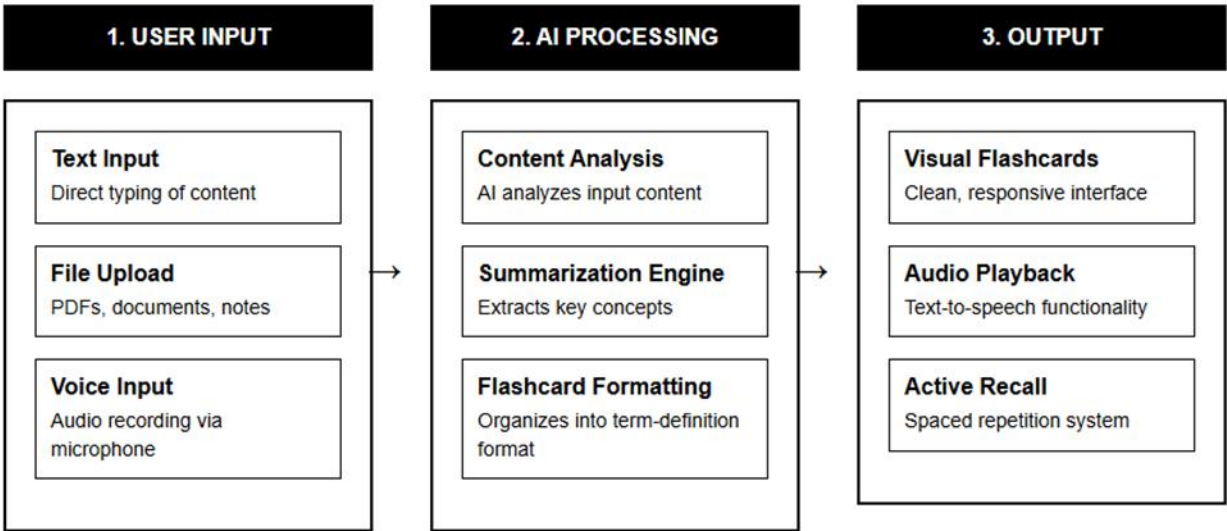 1. USER INPUT
Text Input
Direct typing of content
File Upload
PDFs, documents, notes
Voice Input
Audio recording via
microphone
→
2. AI PROCESSING
Content Analysis
AI analyzes input content
Summarization Engine
Extracts key concepts
Flashcard Formatting
Organizes into term-definition
format
→
3. OUTPUT
Visual Flashcards
Clean, responsive interface
Audio Playback
Text-to-speech functionality
Active Recall
Spaced repetition system